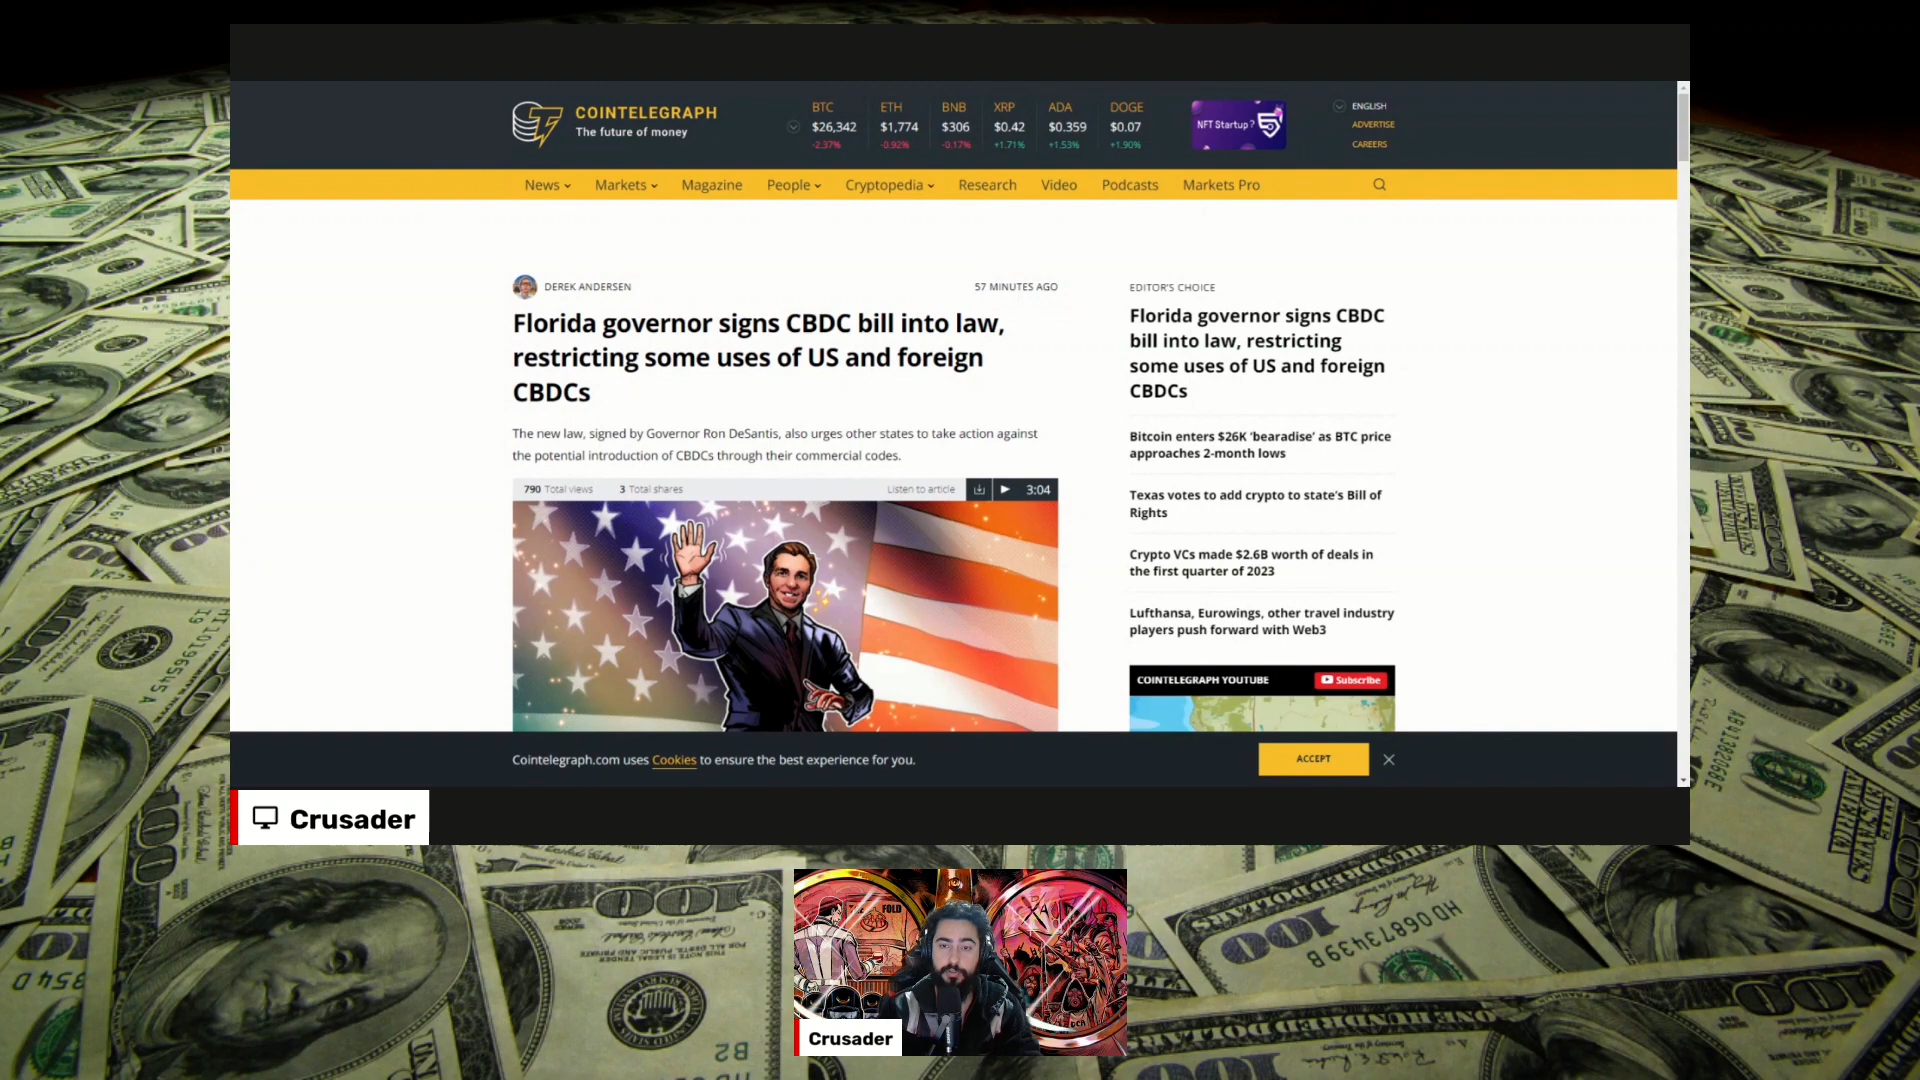 COINTELEGRAPH
The future of money
BTC
$26,342
-2.37%
ETH
$1,774
-0.92%
BNB
$306
-0.17%
XRP
$0.42
+1.71%
ADA
$0.359
+1.53%
DOGE
$0.07
+1.90%
NFT Startup?
ENGLISH
ADVERTISE
CAREERS
News Markets Magazine People Cryptopedia Research Video Podcasts Markets Pro
DEREK ANDERSEN 57 MINUTES AGO
Florida governor signs CBDC bill into law,
restricting some uses of US and foreign
CBDCs
The new law, signed by Governor Ron DeSantis, also urges other states to take action against
the potential introduction of CBDCs through their commercial codes.
790 Total views 3 Total shares Listen to article 3:04
EDITOR'S CHOICE
Florida governor signs CBDC
bill into law, restricting
some uses of US and foreign
CBDCs
Bitcoin enters $26K ‘bearadise’ as BTC price
approaches 2-month lows
Texas votes to add crypto to state’s Bill of
Rights
Crypto VCs made $2.6B worth of deals in
the first quarter of 2023
Lufthansa, Eurowings, other travel industry
players push forward with Web3
COINTELEGRAPH YOUTUBE Subscribe
Cointelegraph.com uses Cookies to ensure the best experience for you.
ACCEPT
Crusader
FOLD
Crusader
HD06873439B
100